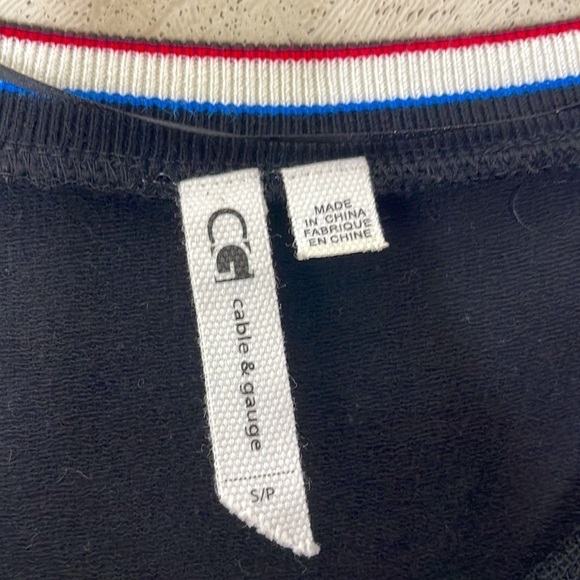 CG
cable & gauge
S/P
MADE
IN CHINA
FABRIQUE
EN CHINE